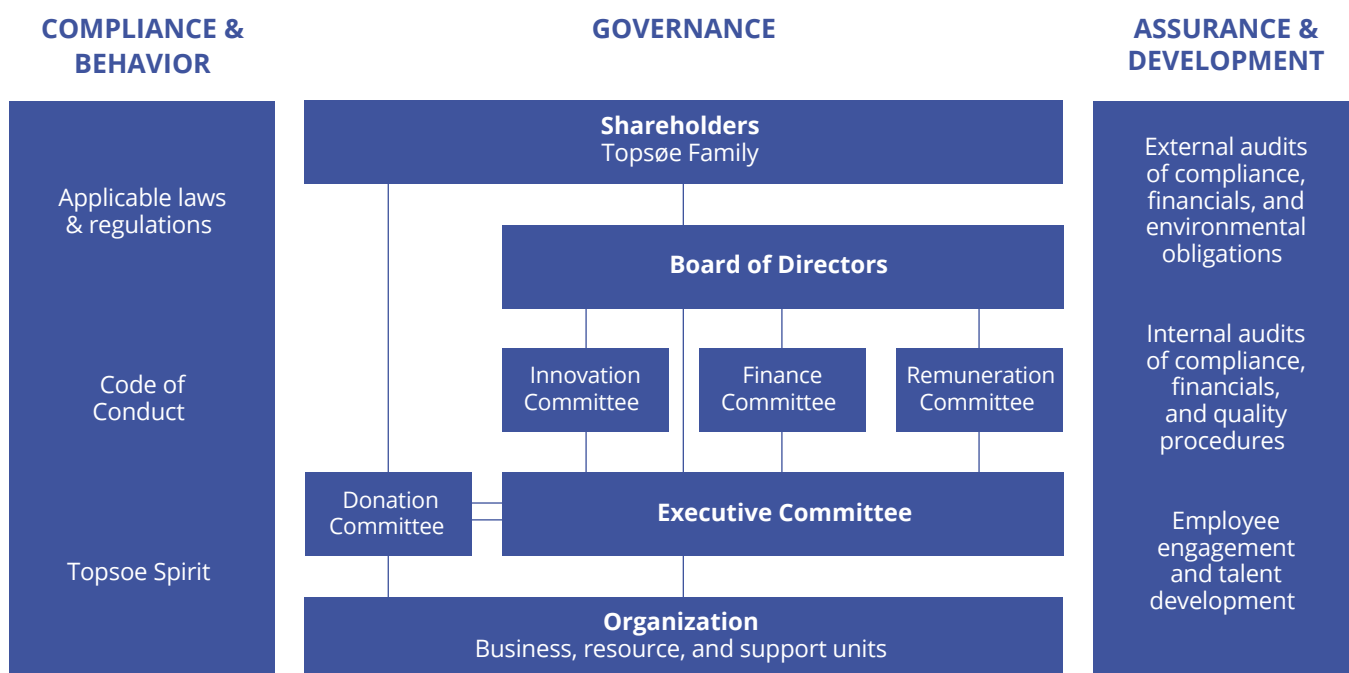 COMPLIANCE &
BEHAVIOR
Applicable laws
& regulations
Code of
Conduct
Topsoe Spirit
GOVERNANCE
Shareholders
Topsøe Family
Board of Directors
Innovation
Committee
Finance
Committee
Remuneration
Committee
Donation
Committee
Executive Committee
Organization
Business, resource, and support units
ASSURANCE &
DEVELOPMENT
External audits
of compliance,
financials, and
environmental
obligations
Internal audits
of compliance,
financials,
and quality
procedures
Employee
engagement
and talent
development